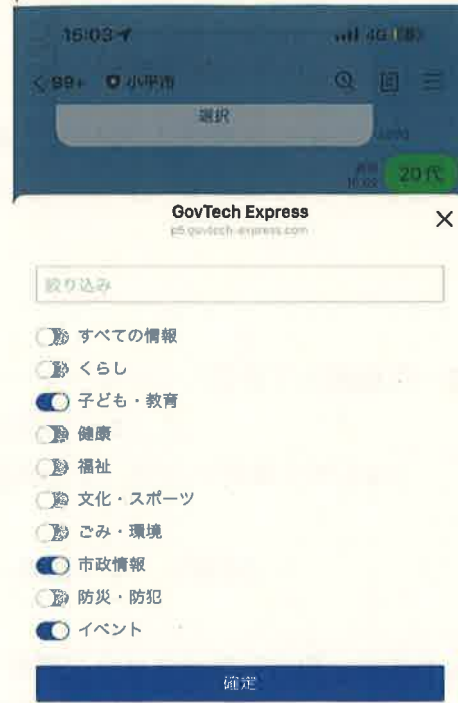 16:03
4G
99+ 小平市
選択
20代
GovTech Express
p5.govtech-express.com
絞り込み
すべての情報
くらし
子ども・教育
健康
福祉
文化・スポーツ
ごみ・環境
市政情報
防災・防犯
イベント
確定